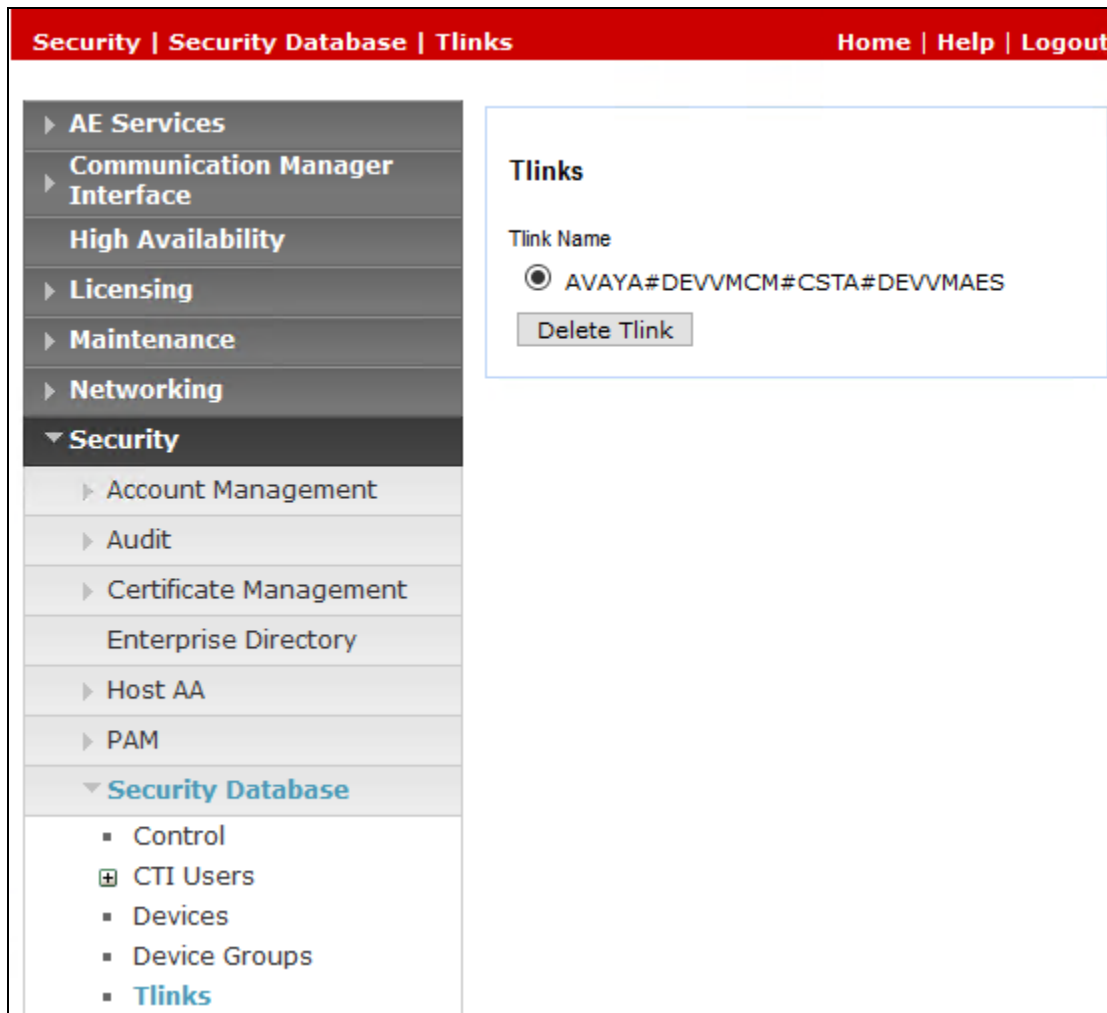 Security | Security Database | Tlinks
Home | Help | Logout
AE Services
Communication Manager
Interface
High Availability
Licensing
Maintenance
Networking
Security
Account Management
Audit
Certificate Management
Enterprise Directory
Host AA
PAM
Security Database
Control
CTI Users
Devices
Device Groups
Tlinks
Tlinks
Tlink Name
AVAYA#DEVVMCM#CSTA#DEVVMAES
Delete Tlink